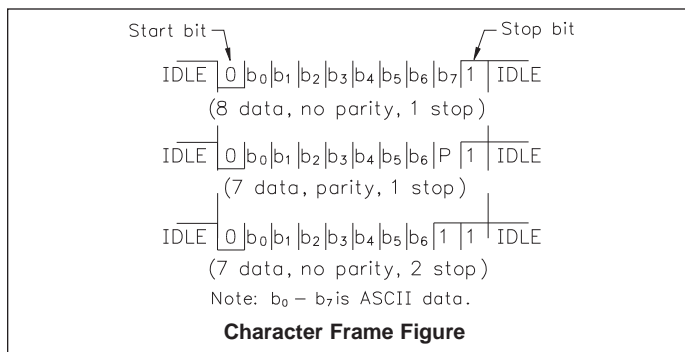 Start bit Stop bit
IDLE 0 b₀ b₁ b₂ b₃ b₄ b₅ b₆ b₇ 1 IDLE
(8 data, no parity, 1 stop)
IDLE 0 b₀ b₁ b₂ b₃ b₄ b₅ b₆ P 1 IDLE
(7 data, parity, 1 stop)
IDLE 0 b₀ b₁ b₂ b₃ b₄ b₅ b₆ 1 1 IDLE
(7 data, no parity, 2 stop)
Note: b₀ – b₇is ASCII data.
Character Frame Figure